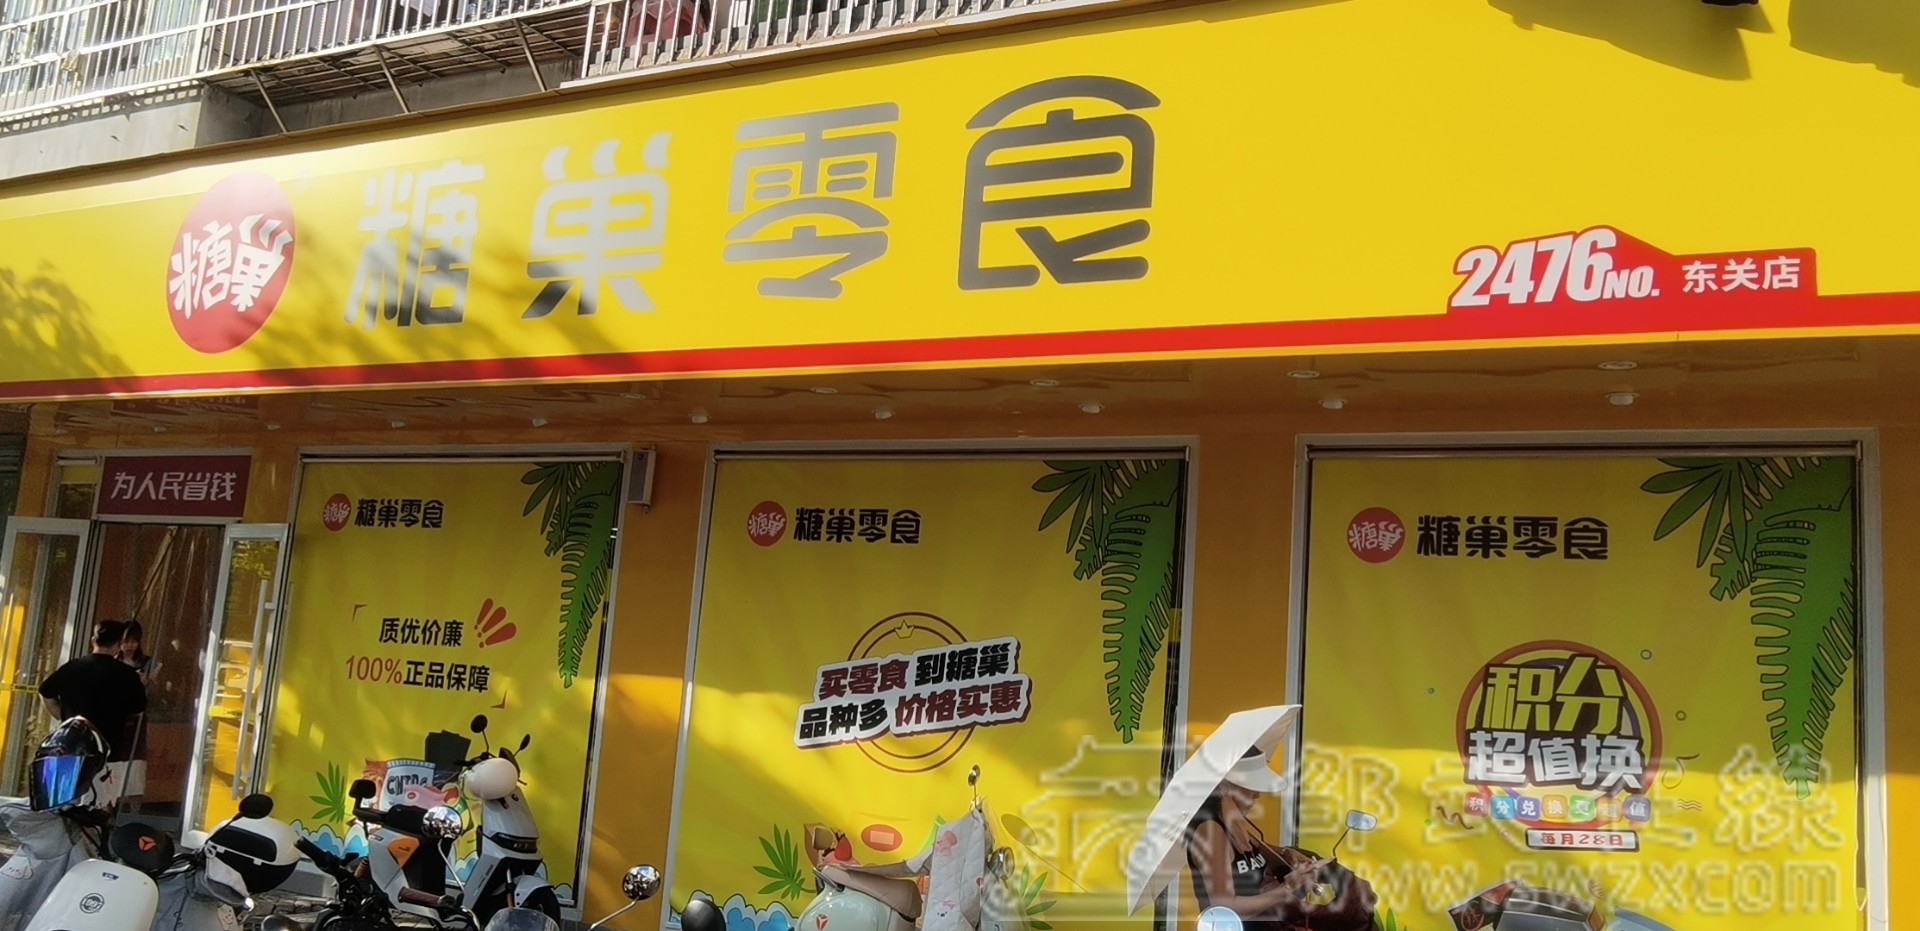 糖巢
糖巢零食
2476NO. 东关店
为人民省钱
糖巢 糖巢零食
质优价廉
100%正品保障
糖巢 糖巢零食
买零食 到糖巢
品种多 价格实惠
糖巢 糖巢零食
积分
超值换
每月28日
www.swzx.com